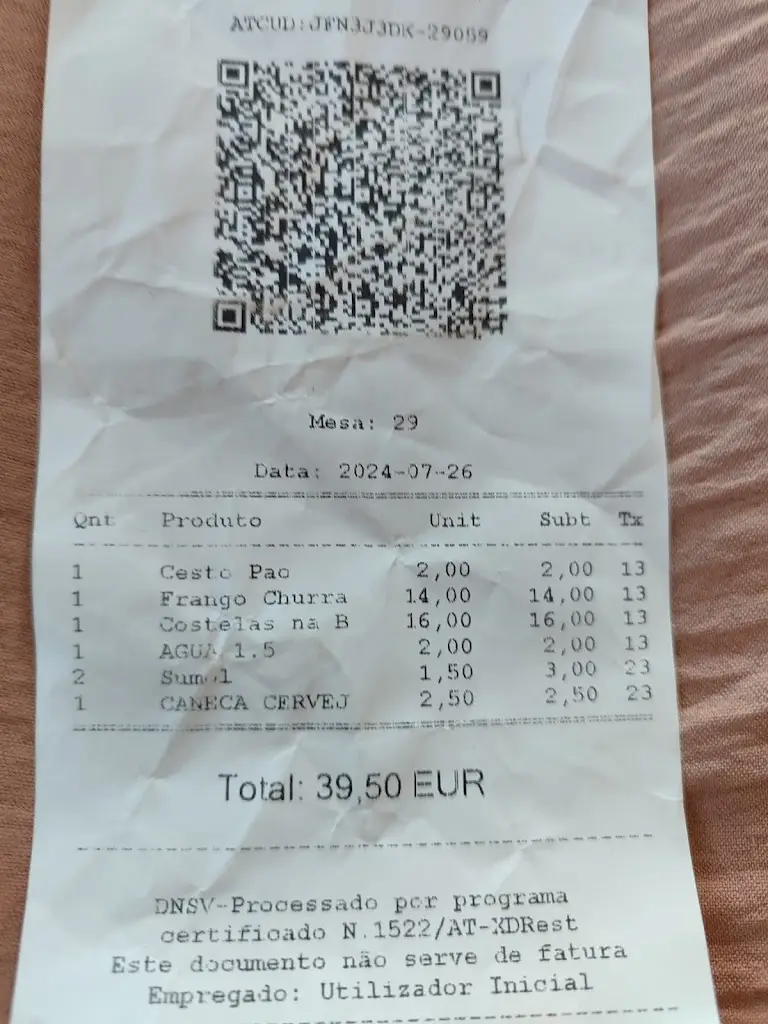 ATCUD:JFN3J3DK-29059
Mesa: 29
Data: 2024-07-26
Qnt Produto Unit Subt Tx
1 Cesto Pao 2,00 2,00 13
1 Frango Churra 14,00 14,00 13
1 Costelas na B 16,00 16,00 13
1 AGUA 1.5 2,00 2,00 13
2 Sumol 1,50 3,00 23
1 CANECA CERVEJ 2,50 2,50 23
Total: 39,50 EUR
DNSV-Processado por programa
certificado N.1522/AT-XDRest
Este documento não serve de fatura
Empregado: Utilizador Inicial